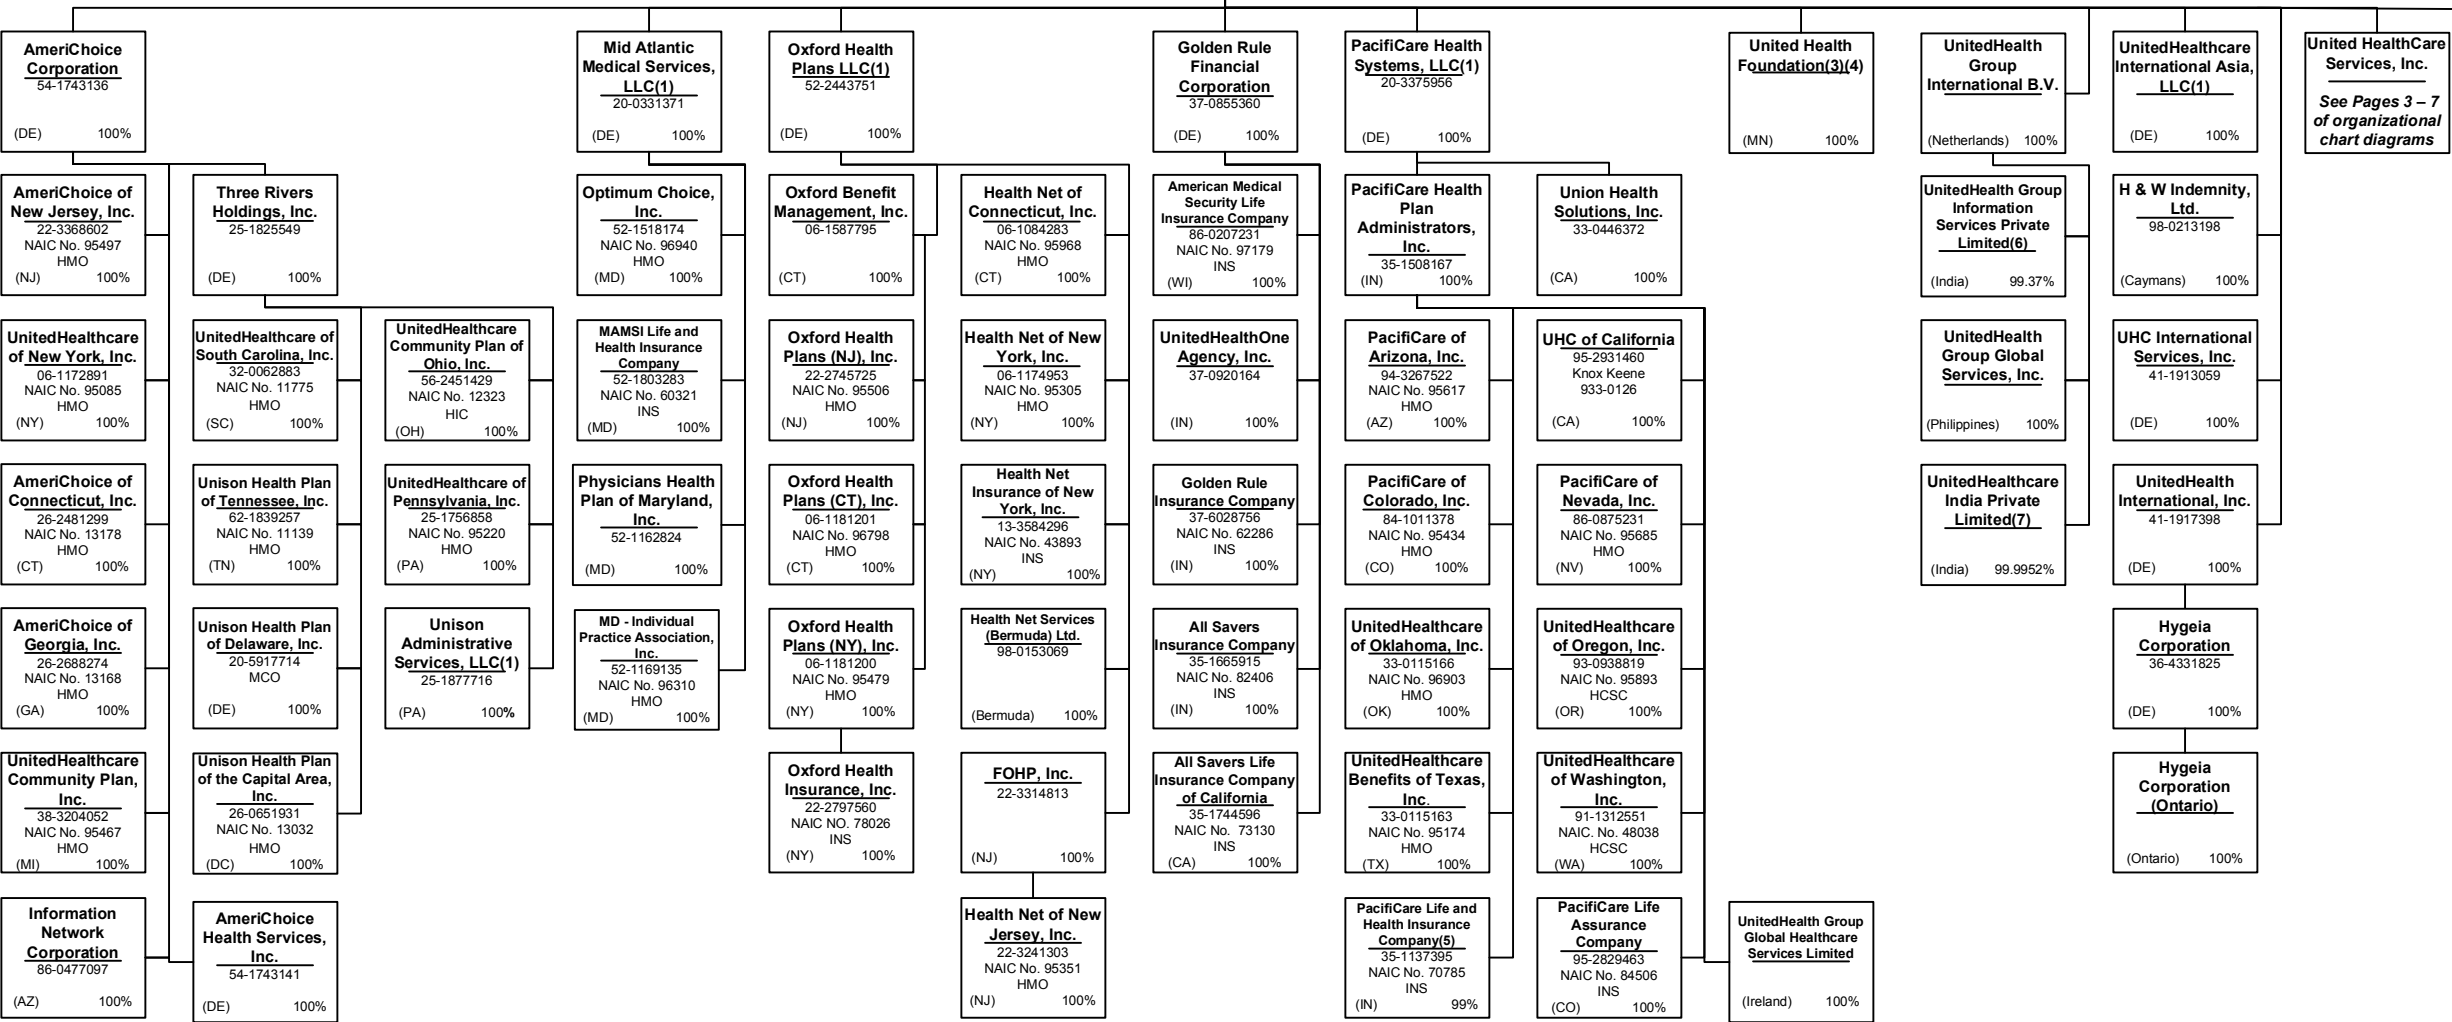 AmeriChoice
Corporation
54-1743136
(DE) 100%
Mid Atlantic
Medical Services,
LLC(1)
20-0331371
(DE) 100%
Oxford Health
Plans LLC(1)
52-2443751
(DE) 100%
Golden Rule
Financial
Corporation
37-0855360
(DE) 100%
PacifiCare Health
Systems, LLC(1)
20-3375956
(DE) 100%
United Health
Foundation(3)(4)
(MN) 100%
UnitedHealth
Group
International B.V.
(Netherlands) 100%
UnitedHealthcare
International Asia,
LLC(1)
(DE) 100%
United HealthCare
Services, Inc.
See Pages 3 – 7
of organizational
chart diagrams
AmeriChoice of
New Jersey, Inc.
22-3368602
NAIC No. 95497
HMO
(NJ) 100%
Three Rivers
Holdings, Inc.
25-1825549
(DE) 100%
Optimum Choice,
Inc.
52-1518174
NAIC No. 96940
HMO
(MD) 100%
Oxford Benefit
Management, Inc.
06-1587795
(CT) 100%
Health Net of
Connecticut, Inc.
06-1084283
NAIC No. 95968
HMO
(CT) 100%
American Medical
Security Life
Insurance Company
86-0207231
NAIC No. 97179
INS
(WI) 100%
PacifiCare Health
Plan
Administrators,
Inc.
35-1508167
(IN) 100%
Union Health
Solutions, Inc.
33-0446372
(CA) 100%
UnitedHealth Group
Information
Services Private
Limited(6)
(India) 99.37%
H & W Indemnity,
Ltd.
98-0213198
(Caymans) 100%
UnitedHealthcare
of New York, Inc.
06-1172891
NAIC No. 95085
HMO
(NY) 100%
UnitedHealthcare of
South Carolina, Inc.
32-0062883
NAIC No. 11775
HMO
(SC) 100%
UnitedHealthcare
Community Plan of
Ohio, Inc.
56-2451429
NAIC No. 12323
HIC
(OH) 100%
MAMSI Life and
Health Insurance
Company
52-1803283
NAIC No. 60321
INS
(MD) 100%
Oxford Health
Plans (NJ), Inc.
22-2745725
NAIC No. 95506
HMO
(NJ) 100%
Health Net of New
York, Inc.
06-1174953
NAIC No. 95305
HMO
(NY) 100%
UnitedHealthOne
Agency, Inc.
37-0920164
(IN) 100%
PacifiCare of
Arizona, Inc.
94-3267522
NAIC No. 95617
HMO
(AZ) 100%
UHC of California
95-2931460
Knox Keene
933-0126
(CA) 100%
UnitedHealth
Group Global
Services, Inc.
(Philippines) 100%
UHC International
Services, Inc.
41-1913059
(DE) 100%
AmeriChoice of
Connecticut, Inc.
26-2481299
NAIC No. 13178
HMO
(CT) 100%
Unison Health Plan
of Tennessee, Inc.
62-1839257
NAIC No. 11139
HMO
(TN) 100%
UnitedHealthcare of
Pennsylvania, Inc.
25-1756858
NAIC No. 95220
HMO
(PA) 100%
Physicians Health
Plan of Maryland,
Inc.
52-1162824
(MD) 100%
Oxford Health
Plans (CT), Inc.
06-1181201
NAIC No. 96798
HMO
(CT) 100%
Health Net
Insurance of New
York, Inc.
13-3584296
NAIC No. 43893
INS
(NY) 100%
Golden Rule
Insurance Company
37-6028756
NAIC No. 62286
INS
(IN) 100%
PacifiCare of
Colorado, Inc.
84-1011378
NAIC No. 95434
HMO
(CO) 100%
PacifiCare of
Nevada, Inc.
86-0875231
NAIC No. 95685
HMO
(NV) 100%
UnitedHealthcare
India Private
Limited(7)
(India) 99.9952%
UnitedHealth
International, Inc.
41-1917398
(DE) 100%
AmeriChoice of
Georgia, Inc.
26-2688274
NAIC No. 13168
HMO
(GA) 100%
Unison Health Plan
of Delaware, Inc.
20-5917714
MCO
(DE) 100%
Unison
Administrative
Services, LLC(1)
25-1877716
(PA) 100%
MD - Individual
Practice Association,
Inc.
52-1169135
NAIC No. 96310
HMO
(MD) 100%
Oxford Health
Plans (NY), Inc.
06-1181200
NAIC No. 95479
HMO
(NY) 100%
Health Net Services
(Bermuda) Ltd.
98-0153069
(Bermuda) 100%
All Savers
Insurance Company
35-1665915
NAIC No. 82406
INS
(IN) 100%
UnitedHealthcare
of Oklahoma, Inc.
33-0115166
NAIC No. 96903
HMO
(OK) 100%
UnitedHealthcare
of Oregon, Inc.
93-0938819
NAIC No. 95893
HCSC
(OR) 100%
Hygeia
Corporation
36-4331825
(DE) 100%
UnitedHealthcare
Community Plan,
Inc.
38-3204052
NAIC No. 95467
HMO
(MI) 100%
Unison Health Plan
of the Capital Area,
Inc.
26-0651931
NAIC No. 13032
HMO
(DC) 100%
Oxford Health
Insurance, Inc.
22-2797560
NAIC NO. 78026
INS
(NY) 100%
FOHP, Inc.
22-3314813
(NJ) 100%
All Savers Life
Insurance Company
of California
35-1744596
NAIC No. 73130
INS
(CA) 100%
UnitedHealthcare
Benefits of Texas,
Inc.
33-0115163
NAIC No. 95174
HMO
(TX) 100%
UnitedHealthcare
of Washington,
Inc.
91-1312551
NAIC. No. 48038
HCSC
(WA) 100%
Hygeia
Corporation
(Ontario)
(Ontario) 100%
Information
Network
Corporation
86-0477097
(AZ) 100%
AmeriChoice
Health Services,
Inc.
54-1743141
(DE) 100%
Health Net of New
Jersey, Inc.
22-3241303
NAIC No. 95351
HMO
(NJ) 100%
PacifiCare Life and
Health Insurance
Company(5)
35-1137395
NAIC No. 70785
INS
(IN) 99%
PacifiCare Life
Assurance
Company
95-2829463
NAIC No. 84506
INS
(CO) 100%
UnitedHealth Group
Global Healthcare
Services Limited
(Ireland) 100%